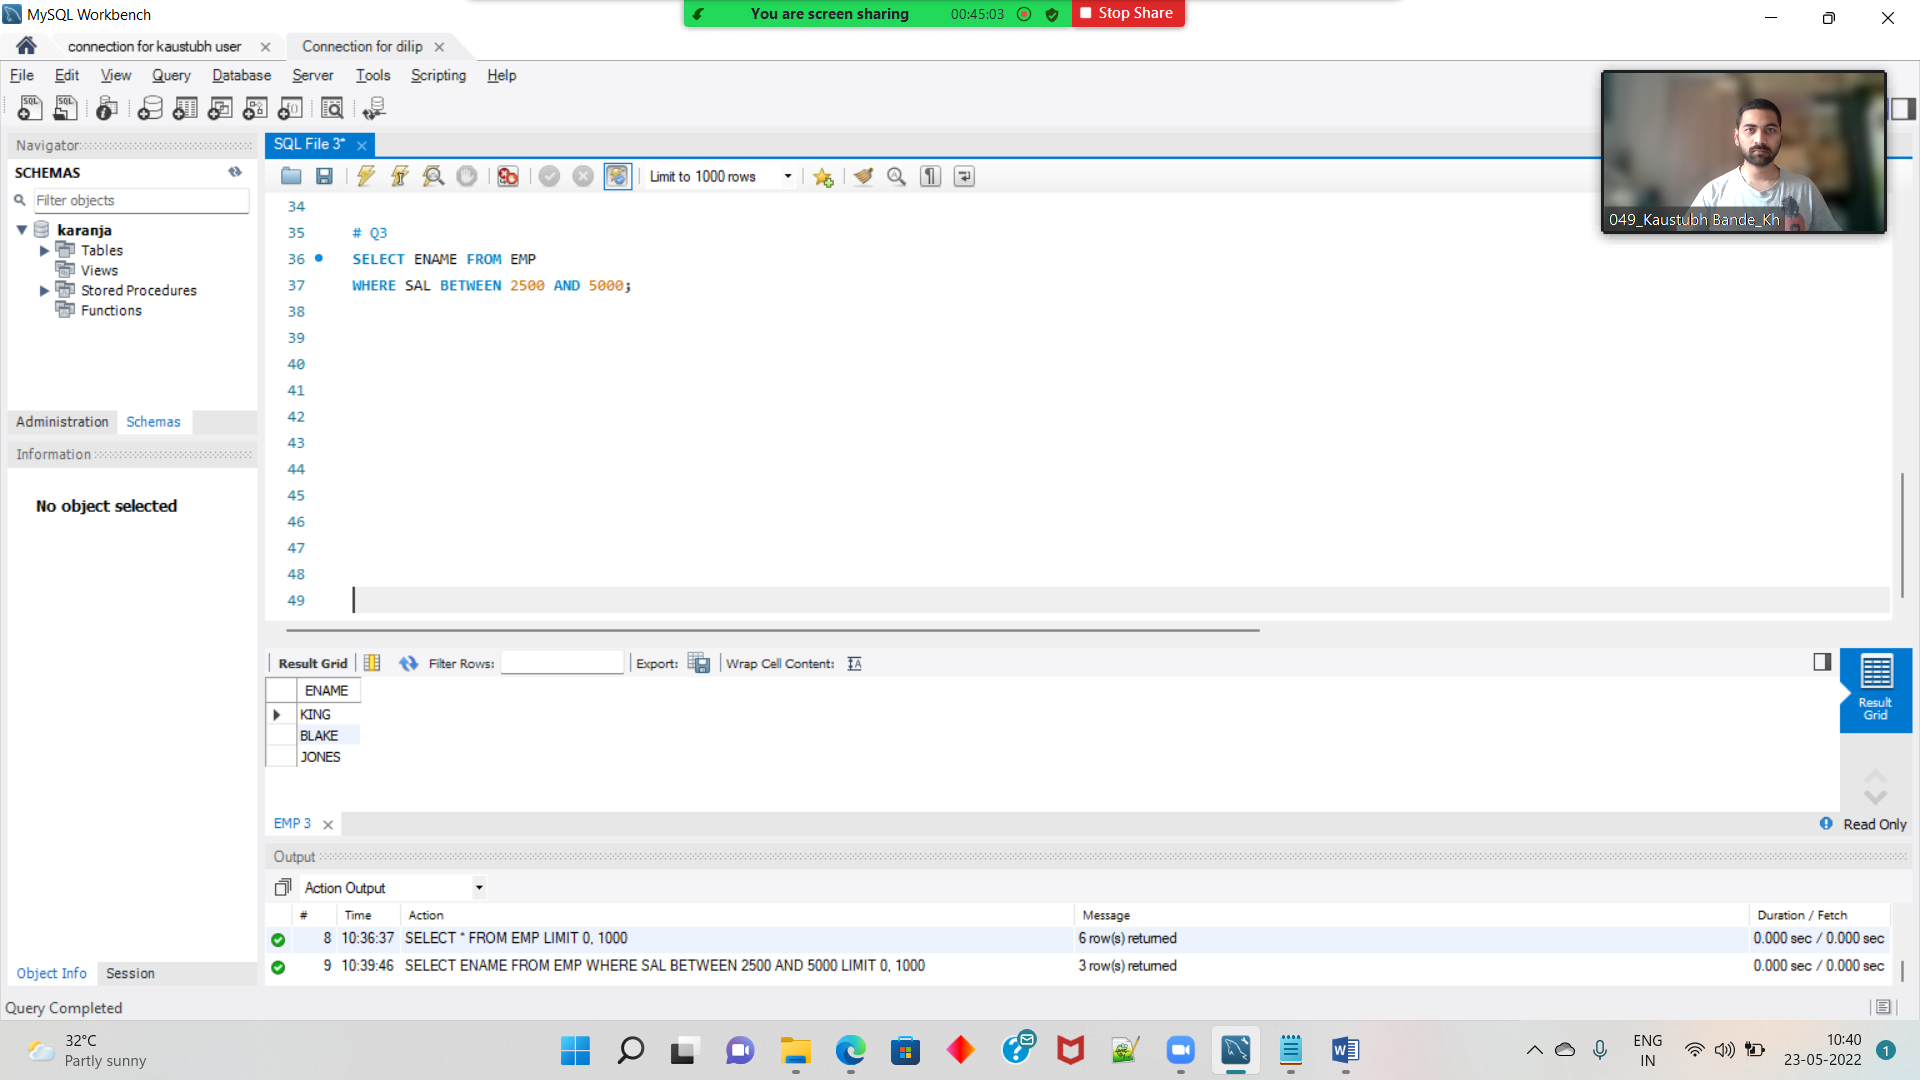 MySQL Workbench
You are screen sharing 00:45:03 Stop Share
connection for kaustubh user Connection for dilip
File Edit View Query Database Server Tools Scripting Help
Navigator
SCHEMAS
Filter objects
karanja
Tables
Views
Stored Procedures
Functions
Administration Schemas
Information
No object selected
Object Info Session
SQL File 3*
Limit to 1000 rows
049_Kaustubh Bande_Kh
34
35 # Q3
36 SELECT ENAME FROM EMP
37 WHERE SAL BETWEEN 2500 AND 5000;
38
39
40
41
42
43
44
45
46
47
48
49
Result Grid Filter Rows: Export: Wrap Cell Content:
ENAME
KING
BLAKE
JONES
Result
Grid
EMP 3
Read Only
Output
Action Output
# Time Action Message Duration / Fetch
8 10:36:37 SELECT * FROM EMP LIMIT 0, 1000 6 row(s) returned 0.000 sec / 0.000 sec
9 10:39:46 SELECT ENAME FROM EMP WHERE SAL BETWEEN 2500 AND 5000 LIMIT 0, 1000 3 row(s) returned 0.000 sec / 0.000 sec
Query Completed
32°C
Partly sunny
ENG
IN
10:40
23-05-2022
1